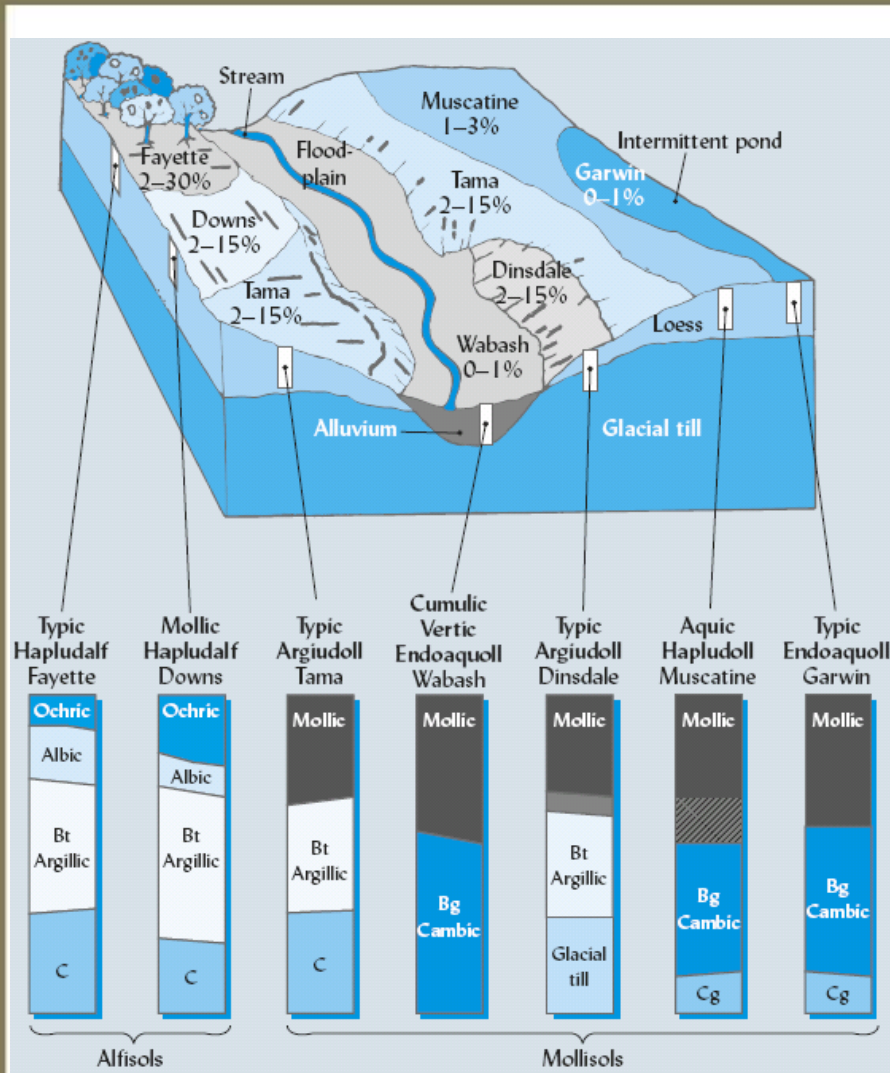 Stream
Muscatine
1–3%
Intermittent pond
Flood-
plain
Fayette
2–30%
Garwin
0–1%
Tama
2–15%
Downs
2–15%
Dinsdale
2–15%
Tama
2–15%
Loess
Wabash
0–1%
Alluvium
Glacial till
Typic
Hapludalf
Fayette
Mollic
Hapludalf
Downs
Typic
Argiudoll
Tama
Cumulic
Vertic
Endoaquoll
Wabash
Typic
Argiudoll
Dinsdale
Aquic
Hapludoll
Muscatine
Typic
Endoaquoll
Garwin
Ochric
Albic
Bt
Argillic
C
Ochric
Albic
Bt
Argillic
C
Mollic
Bt
Argillic
C
Mollic
Bg
Cambic
Mollic
Bt
Argillic
Glacial
till
Mollic
Bg
Cambic
Cg
Mollic
Bg
Cambic
Cg
Alfisols
Mollisols